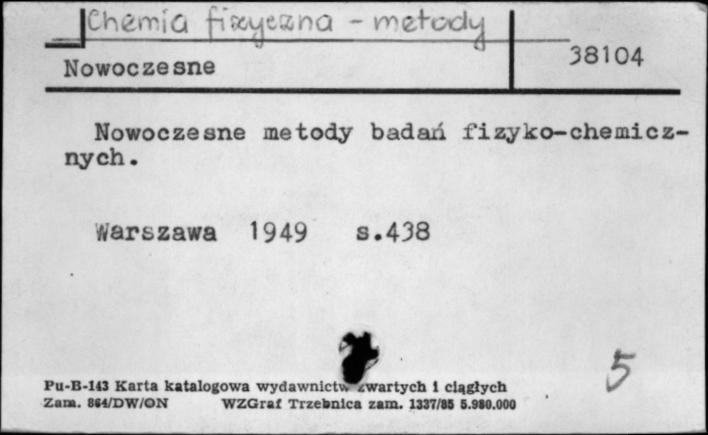 Chemia fizyczna - metody
Nowoczesne
38104
Nowoczesne metody badań fizyko-chemicz-
nych.
Warszawa 1949 s.438
5
Pu-B-143 Karta katalogowa wydawnictw zwartych i ciągłych
Zam. 864/DW/ON WZGraf Trzebnica zam. 1337/85 5.980.000